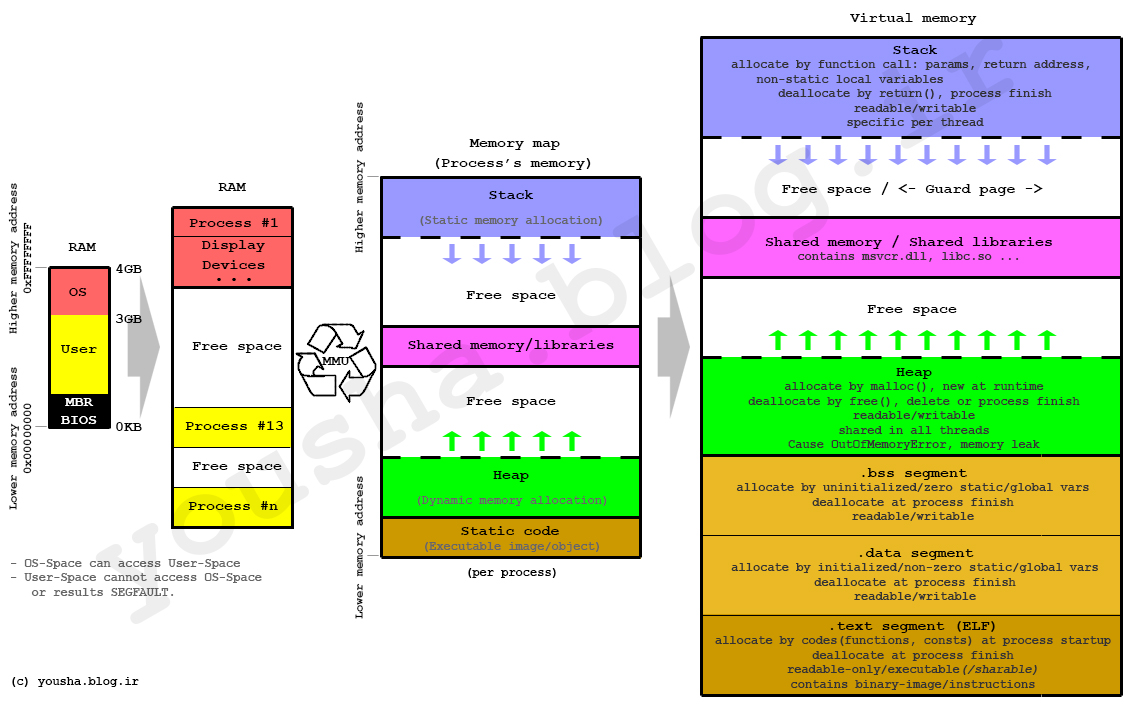 Higher memory address
0xFFFFFFFF
Lower memory address
0x00000000
RAM
4GB
OS
3GB
User
MBR
BIOS
0KB
RAM
Process #1
Display
Devices
...
Free space
Process #13
Free space
Process #n
MMU
- OS-Space can access User-Space
- User-Space cannot access OS-Space
or results SEGFAULT.
(c) yousha.blog.ir
Higher memory address
Lower memory address
Memory map
(Process's memory)
Stack
(Static memory allocation)
Free space
Shared memory/libraries
Free space
Heap
(Dynamic memory allocation)
Static code
(Executable image/object)
(per process)
Virtual memory
Stack
allocate by function call: params, return address,
non-static local variables
deallocate by return(), process finish
readable/writable
specific per thread
Free space / <- Guard page ->
Shared memory / Shared libraries
contains msvcr.dll, libc.so ...
Free space
Heap
allocate by malloc(), new at runtime
deallocate by free(), delete or process finish
readable/writable
shared in all threads
Cause OutOfMemoryError, memory leak
.bss segment
allocate by uninitialized/zero static/global vars
deallocate at process finish
readable/writable
.data segment
allocate by initialized/non-zero static/global vars
deallocate at process finish
readable/writable
.text segment (ELF)
allocate by codes(functions, consts) at process startup
deallocate at process finish
readable-only/executable(/sharable)
contains binary-image/instructions
yousha.blog.ir